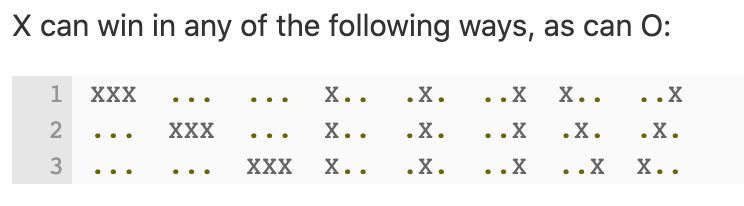 X can win in any of the following ways, as can O:
1 XXX ... ... X.. .X. ..X X.. ..X
2 ... XXX ... X.. .X. ..X .X. .X.
3 ... ... XXX X.. .X. ..X ..X X..